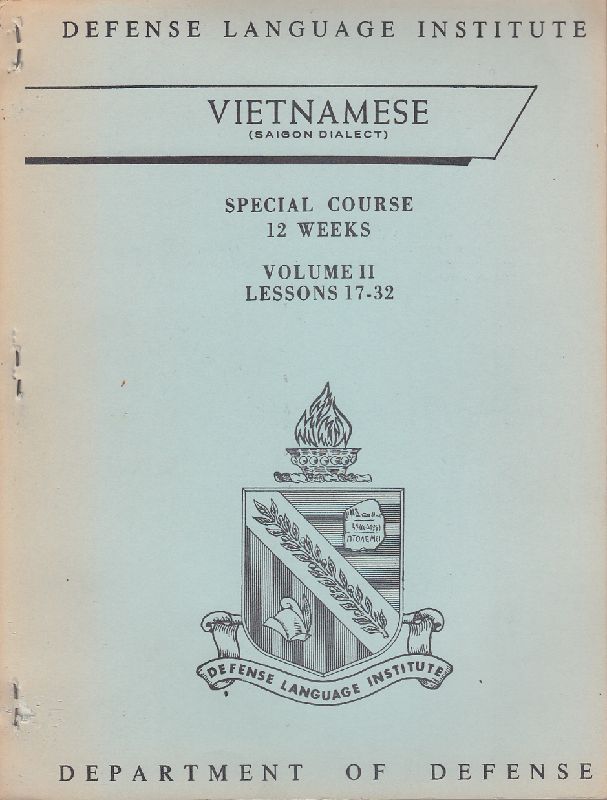 DEFENSE LANGUAGE INSTITUTE
VIETNAMESE
(SAIGON DIALECT)
SPECIAL COURSE
12 WEEKS
VOLUME II
LESSONS 17-32
ΠΤΟΛΕΜΑΙ
DEFENSE LANGUAGE INSTITUTE
DEPARTMENT OF DEFENSE